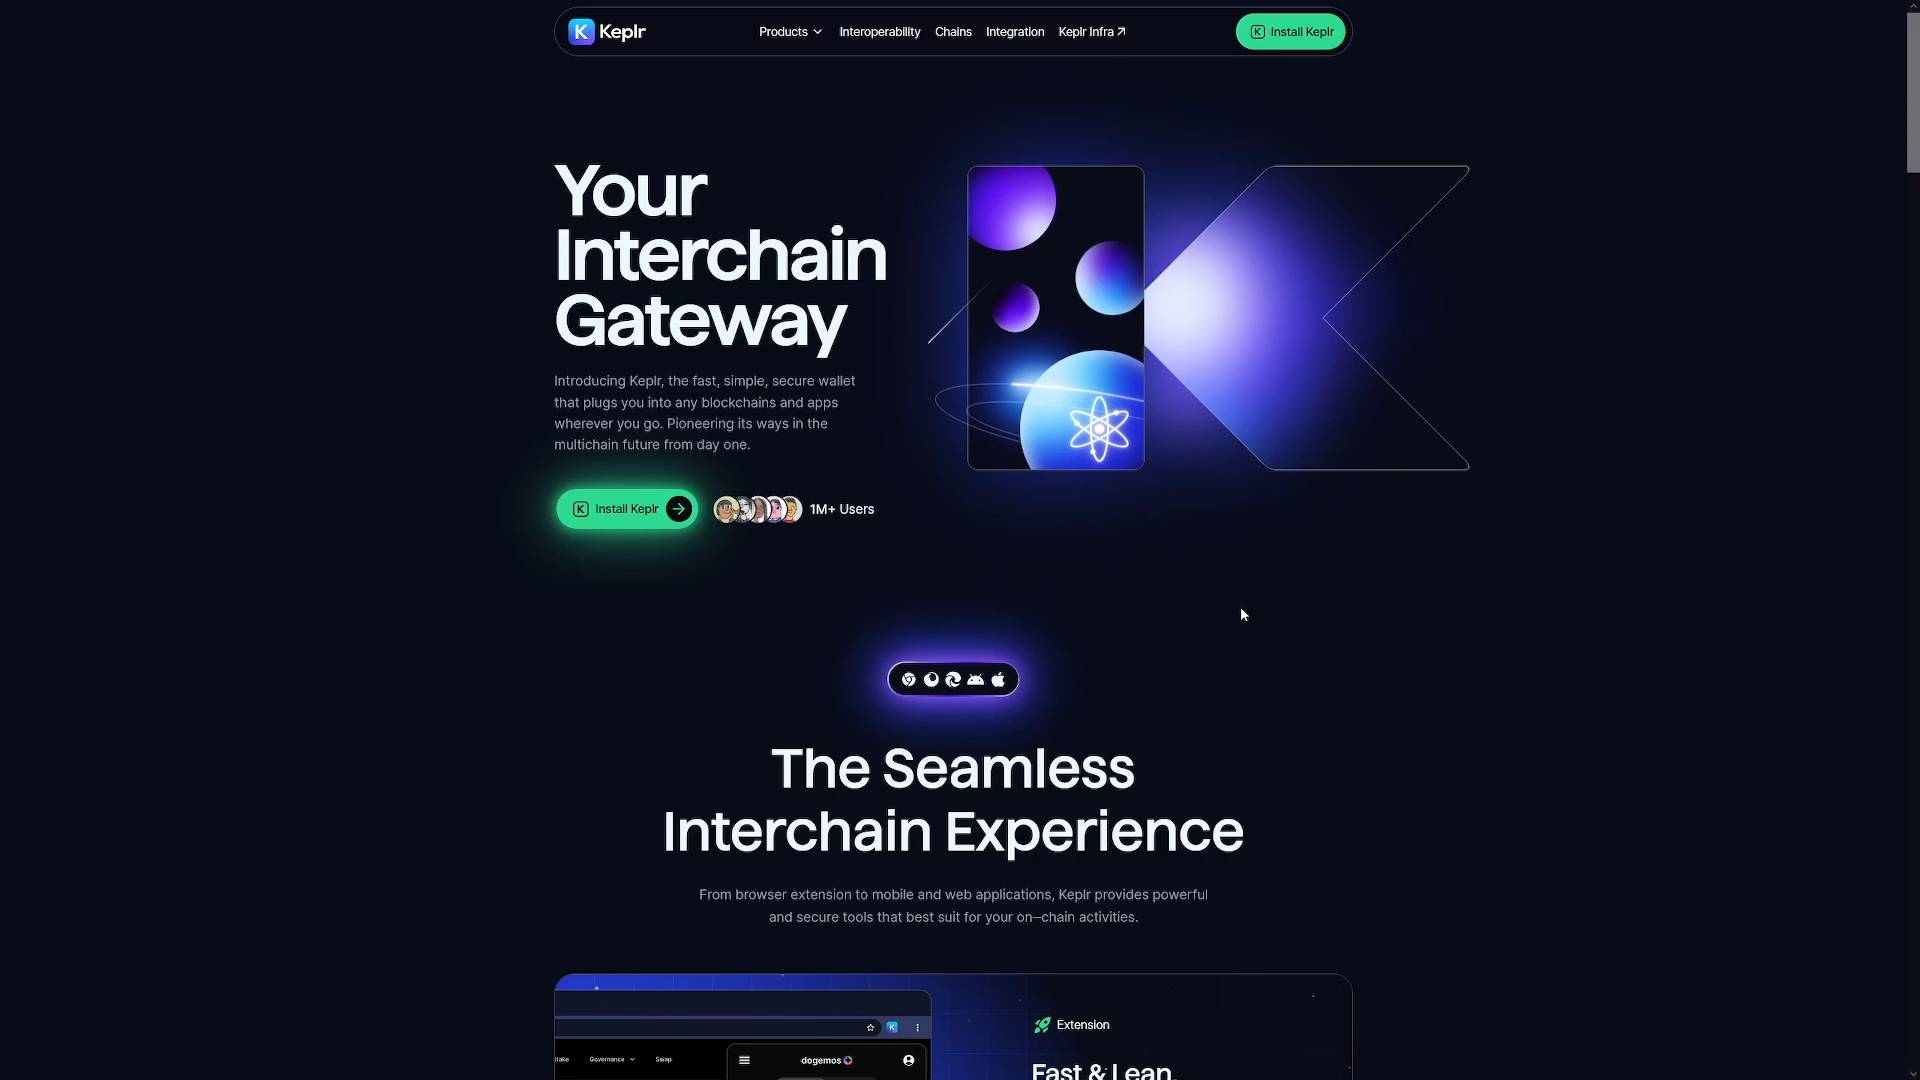 Keplr
Products
Interoperability
Chains
Integration
Keplr Infra
Install Keplr
Your
Interchain
Gateway
Introducing Keplr, the fast, simple, secure wallet
that plugs you into any blockchains and apps
wherever you go. Pioneering its ways in the
multichain future from day one.
Install Keplr
1M+ Users
The Seamless
Interchain Experience
From browser extension to mobile and web applications, Keplr provides powerful
and secure tools that best suit for your on—chain activities.
Extension
Governance
Swap
dogemos
Fast & Lean.